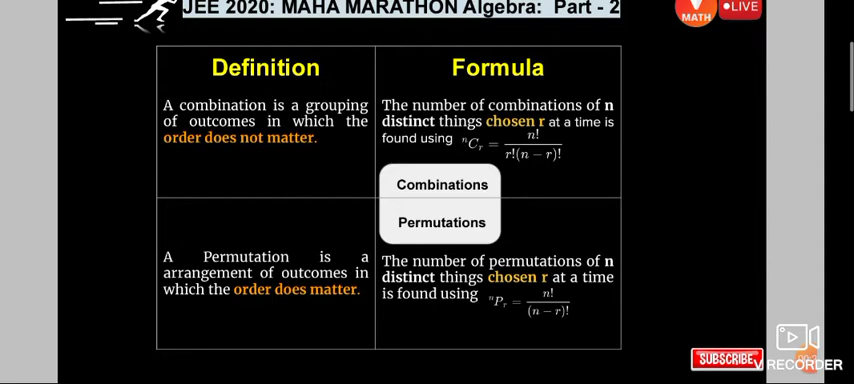 JEE 2020: MAHA MARATHON Algebra: Part - 2
V
MATH
LIVE
Definition
Formula
A combination is a grouping
of outcomes in which the
order does not matter.
The number of combinations of n
distinct things chosen r at a time is
found using ⁿCᵣ = n! / r!(n − r)!
Combinations
Permutations
A Permutation is a
arrangement of outcomes in
which the order does matter.
The number of permutations of n
distinct things chosen r at a time
is found using ⁿPᵣ = n! / (n − r)!
SUBSCRIBE
V RECORDER